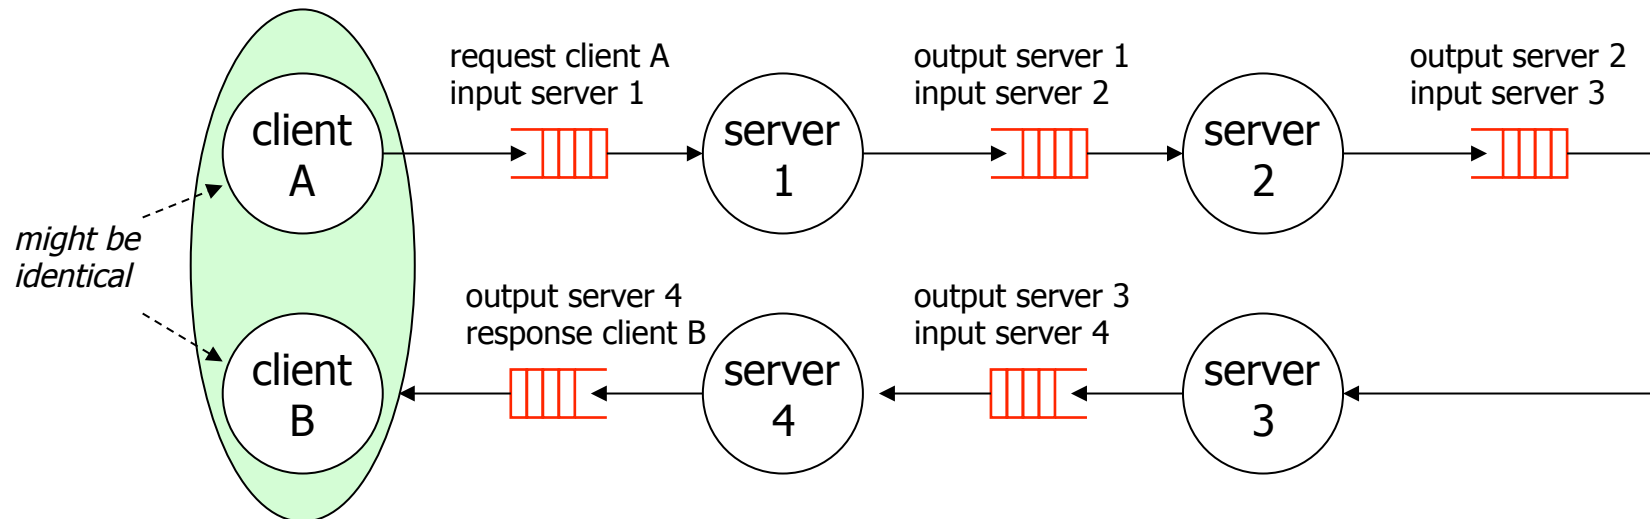 request client A
input server 1
output server 1
input server 2
output server 2
input server 3
client
A
server
1
server
2
might be
identical
output server 4
response client B
output server 3
input server 4
client
B
server
4
server
3